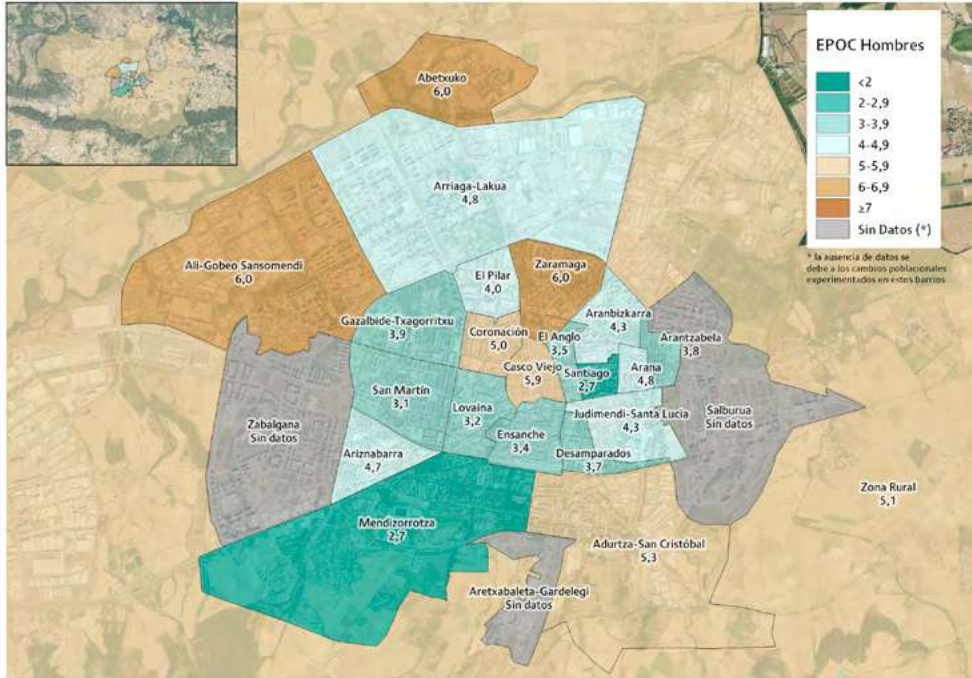 EPOC Hombres
<2
2-2,9
3-3,9
4-4,9
5-5,9
6-6,9
≥7
Sin Datos (*)
* la ausencia de datos se
debe a los cambios poblacionales
experimentados en estos barrios
Abetxuko
6,0
Arriaga-Lakua
4,8
Ali-Gobeo Sansomendi
6,0
El Pilar
4,0
Zaramaga
6,0
Aranbizkarra
4,3
Gazalbide-Txagorritxu
3,9
Coronación
5,0
El Anglo
3,5
Arantzabela
3,8
Casco Viejo
5,9
Santiago
2,7
Arana
4,8
San Martín
3,1
Lovaina
3,2
Judimendi-Santa Lucia
4,3
Salburua
Sin datos
Zabalgana
Sin datos
Ensanche
3,4
Ariznabarra
4,7
Desamparados
3,7
Zona Rural
5,1
Mendizorrotza
2,7
Adurtza-San Cristóbal
5,3
Aretxabaleta-Gardelegi
Sin datos